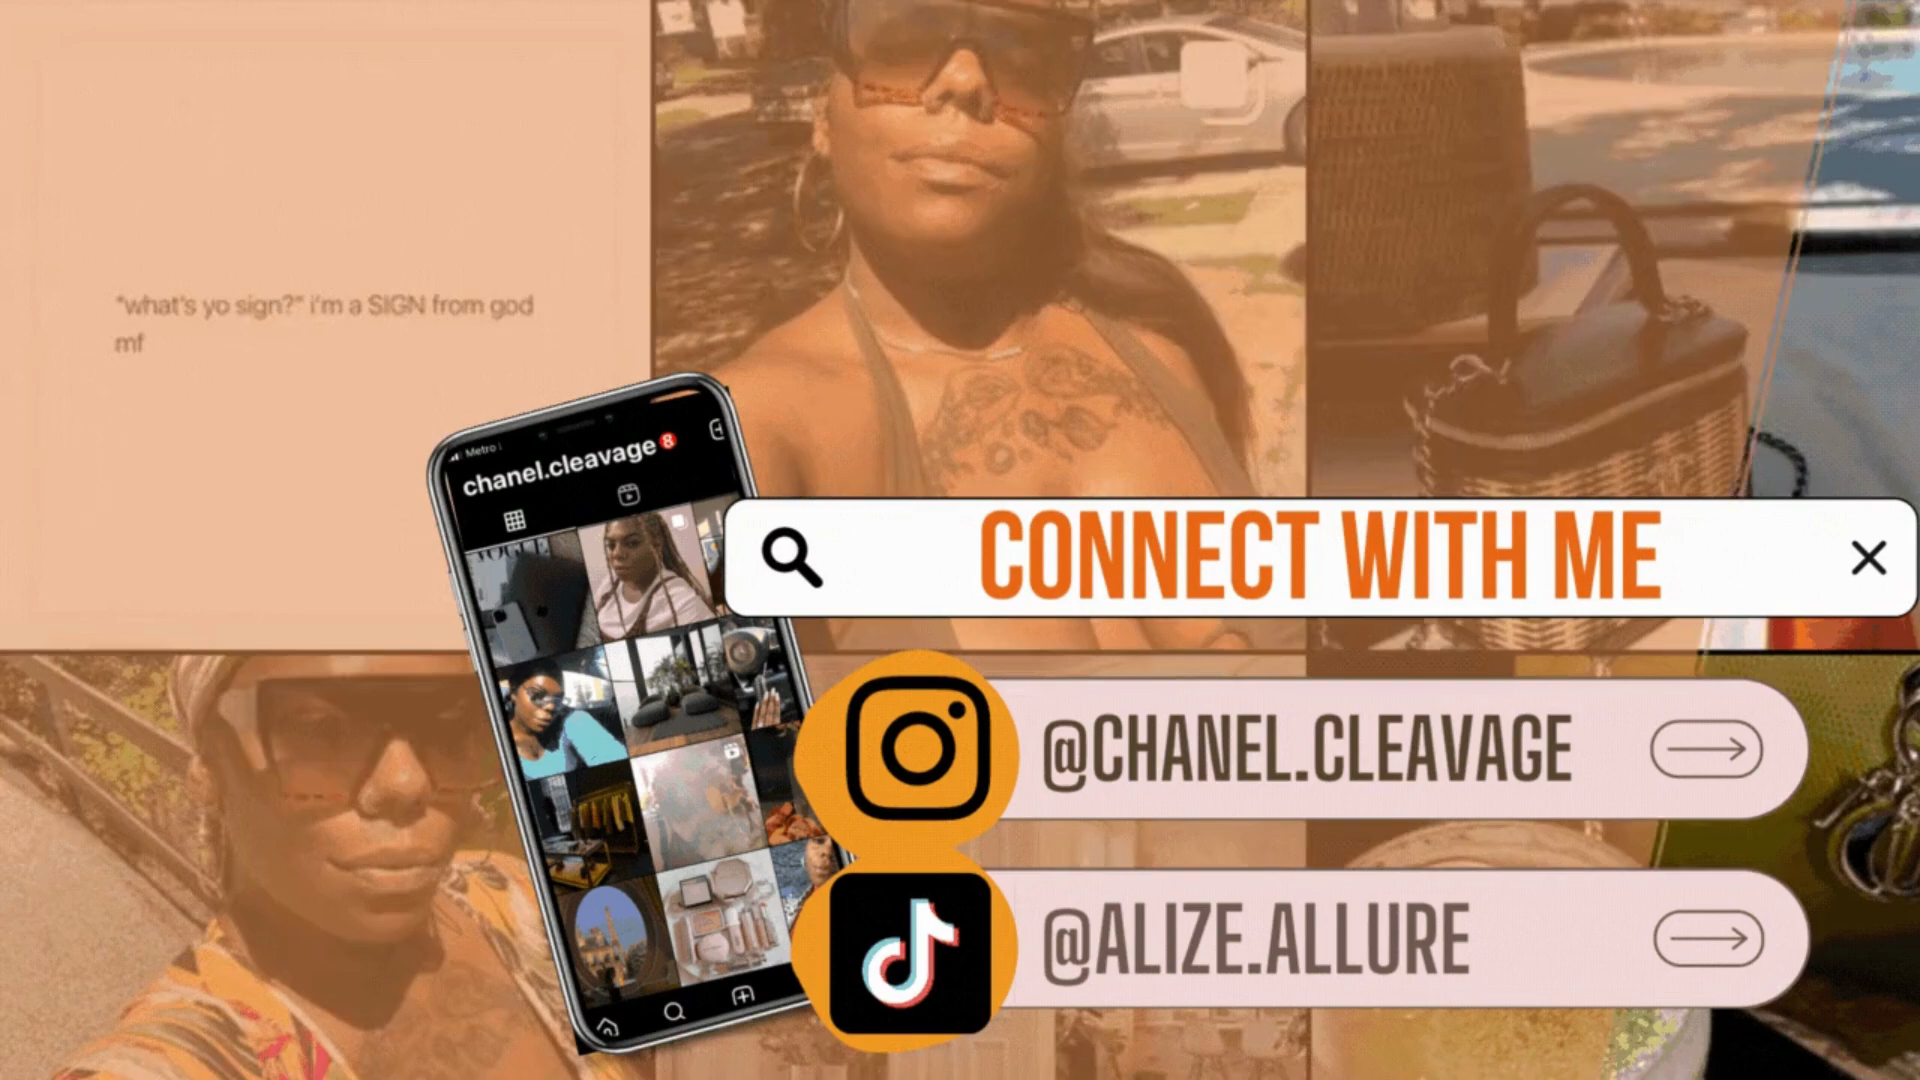 "what's yo sign?" i'm a SIGN from god
mf
Metro
chanel.cleavage 8
VOGUE
CONNECT WITH ME
@CHANEL.CLEAVAGE
@ALIZE.ALLURE